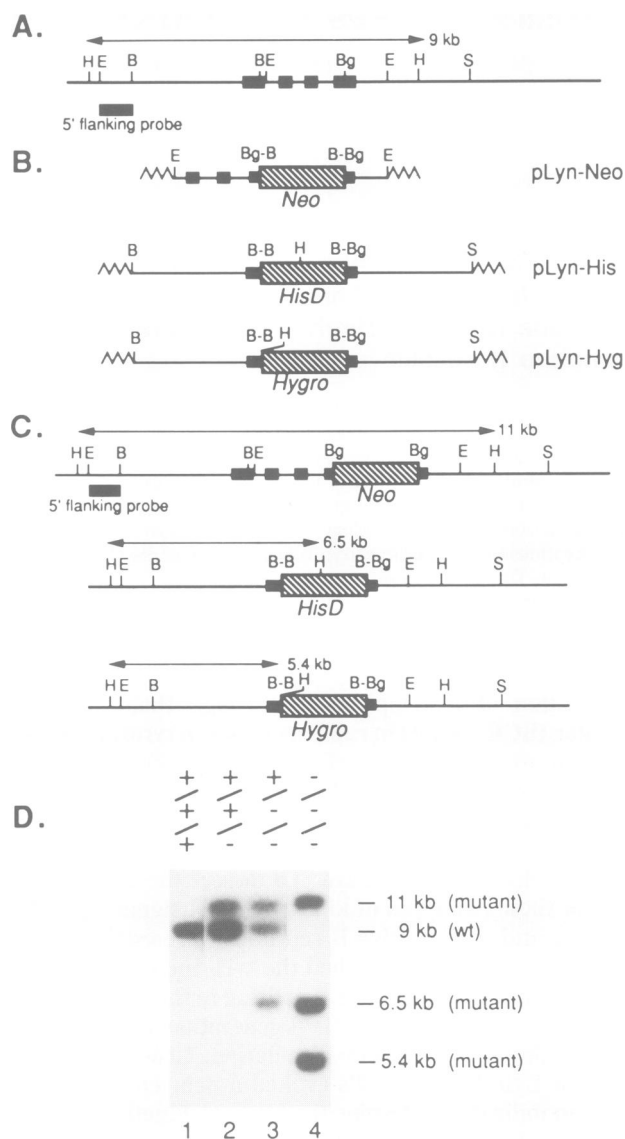 A.
9 kb
H E B BE Bg E H S
5' flanking probe
B.
E Bg-B B-Bg E pLyn-Neo
Neo
B B-B H B-Bg S pLyn-His
HisD
B B-B H B-Bg S pLyn-Hyg
Hygro
C.
11 kb
H E B BE Bg Bg E H S
Neo
5' flanking probe
6.5 kb
H E B B-B H B-Bg E H S
HisD
5.4 kb
H E B B-B H B-Bg E H S
Hygro
D.
+ + + -
+ + - -
+ - - -
11 kb (mutant)
9 kb (wt)
6.5 kb (mutant)
5.4 kb (mutant)
1 2 3 4